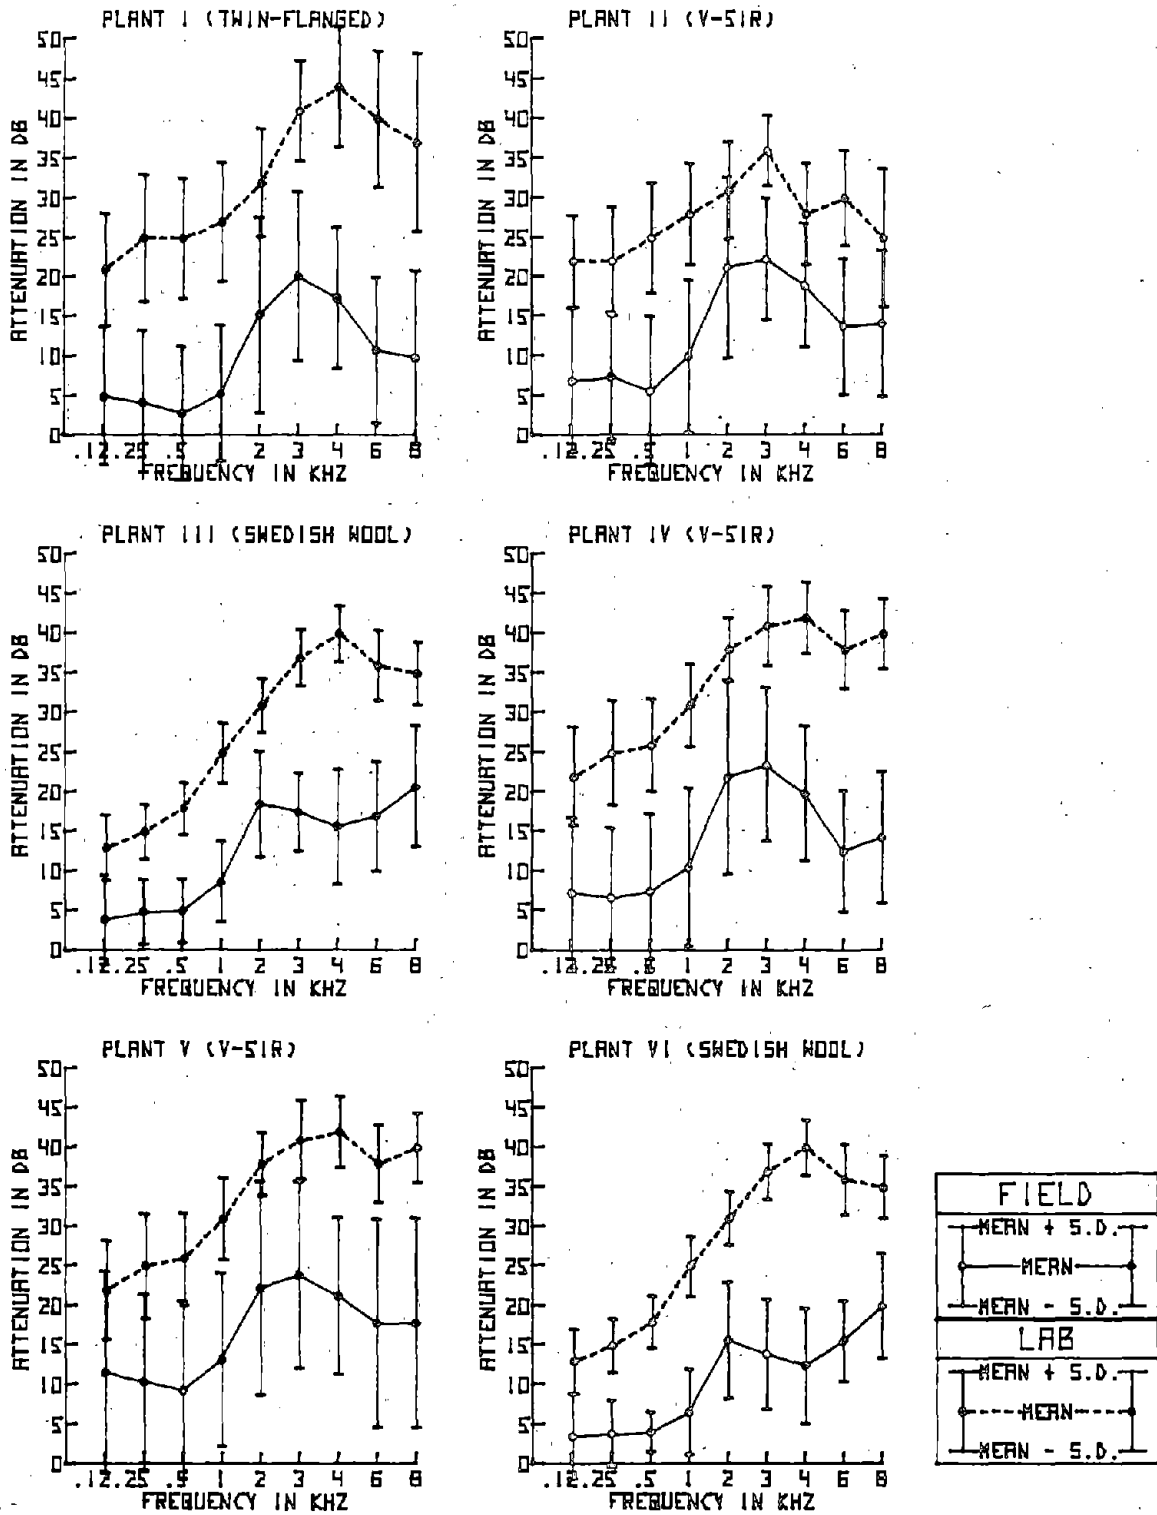 PLANT I (TWIN-FLANGED)
50
45
40
35
30
25
20
15
10
5
0
ATTENUATION IN DB
.12 .25 .5 1 2 3 4 6 8
FREQUENCY IN KHZ
PLANT II (V-51R)
50
45
40
35
30
25
20
15
10
5
0
ATTENUATION IN DB
.12 .25 .5 1 2 3 4 6 8
FREQUENCY IN KHZ
PLANT III (SWEDISH WOOL)
50
45
40
35
30
25
20
15
10
5
0
ATTENUATION IN DB
.12 .25 .5 1 2 3 4 6 8
FREQUENCY IN KHZ
PLANT IV (V-51R)
50
45
40
35
30
25
20
15
10
5
0
ATTENUATION IN DB
.12 .25 .5 1 2 3 4 6 8
FREQUENCY IN KHZ
PLANT V (V-51R)
50
45
40
35
30
25
20
15
10
5
0
ATTENUATION IN DB
.12 .25 .5 1 2 3 4 6 8
FREQUENCY IN KHZ
PLANT VI (SWEDISH WOOL)
50
45
40
35
30
25
20
15
10
5
0
ATTENUATION IN DB
.12 .25 .5 1 2 3 4 6 8
FREQUENCY IN KHZ
FIELD
MEAN + S.D.
MEAN
MEAN - S.D.
LAB
MEAN + S.D.
MEAN
MEAN - S.D.